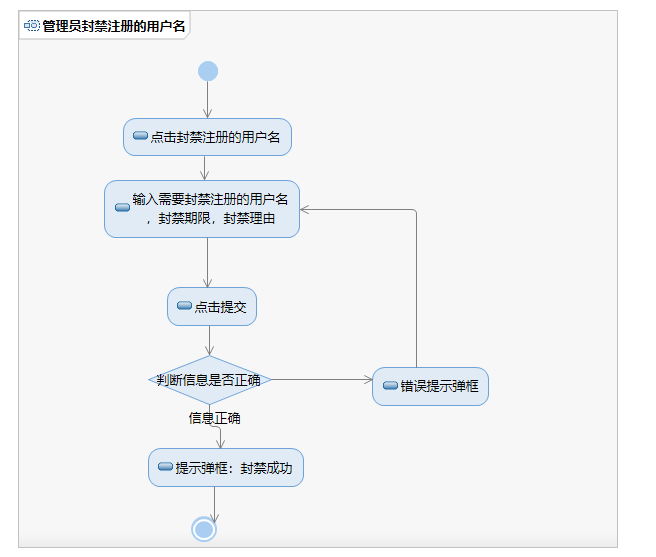 管理员封禁注册的用户名
点击封禁注册的用户名
输入需要封禁注册的用户名
，封禁期限，封禁理由
点击提交
判断信息是否正确
错误提示弹框
信息正确
提示弹框：封禁成功